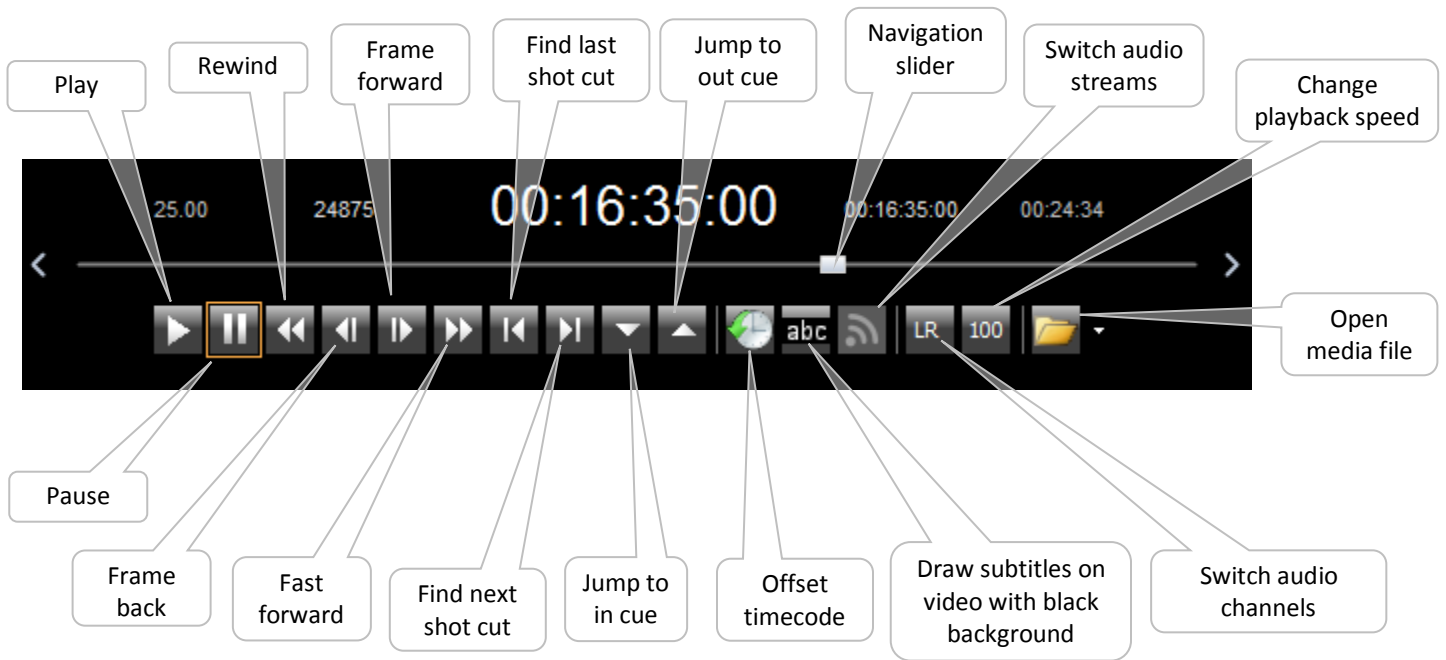 Play
Rewind
Frame
forward
Find last
shot cut
Jump to
out cue
Navigation
slider
Switch audio
streams
Change
playback speed
25.00
24875
00:16:35:00
00:16:35:00
00:24:34
abc
LR
100
Open
media file
Pause
Frame
back
Fast
forward
Find next
shot cut
Jump to
in cue
Offset
timecode
Draw subtitles on
video with black
background
Switch audio
channels